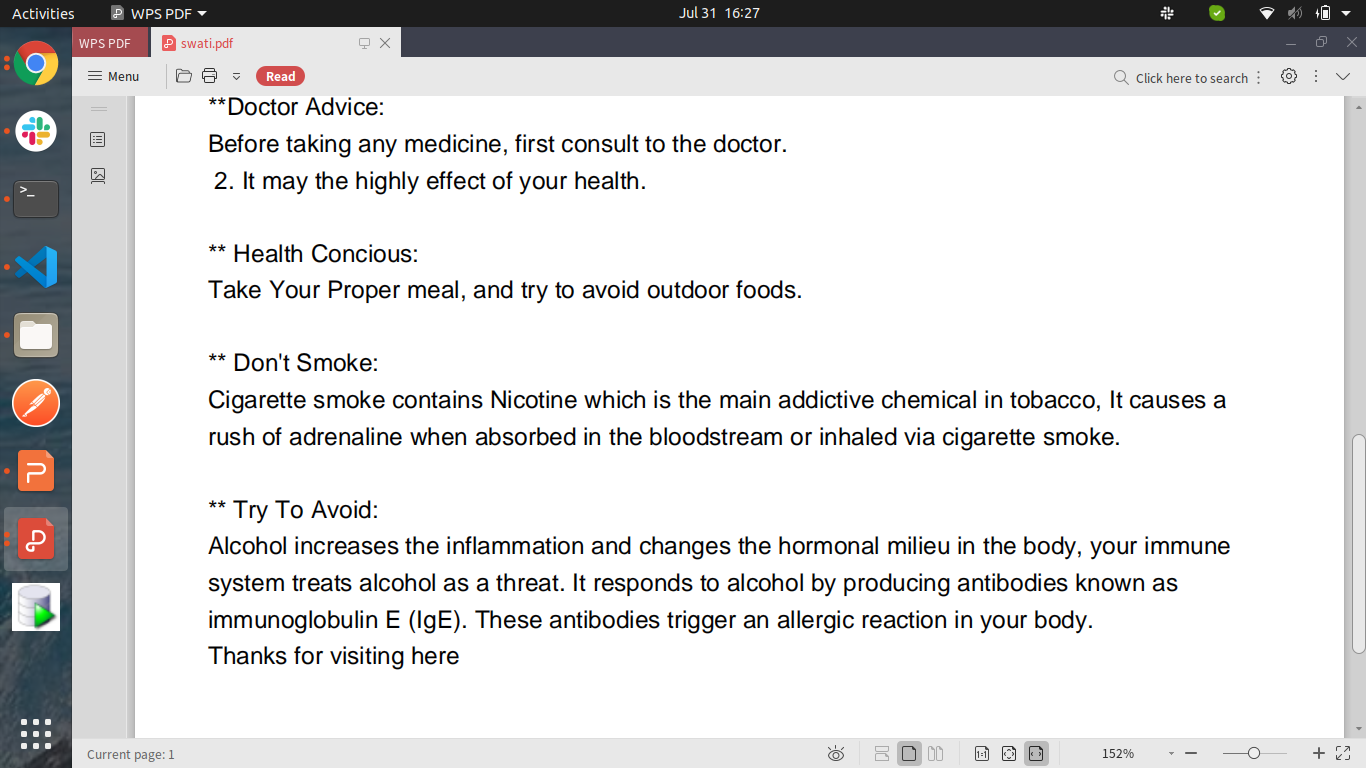 Activities
WPS PDF
Jul 31 16:27
WPS PDF
swati.pdf
Menu
Read
Click here to search
**Doctor Advice:
Before taking any medicine, first consult to the doctor.
2. It may the highly effect of your health.
** Health Concious:
Take Your Proper meal, and try to avoid outdoor foods.
** Don't Smoke:
Cigarette smoke contains Nicotine which is the main addictive chemical in tobacco, It causes a
rush of adrenaline when absorbed in the bloodstream or inhaled via cigarette smoke.
** Try To Avoid:
Alcohol increases the inflammation and changes the hormonal milieu in the body, your immune
system treats alcohol as a threat. It responds to alcohol by producing antibodies known as
immunoglobulin E (IgE). These antibodies trigger an allergic reaction in your body.
Thanks for visiting here
Current page: 1
152%